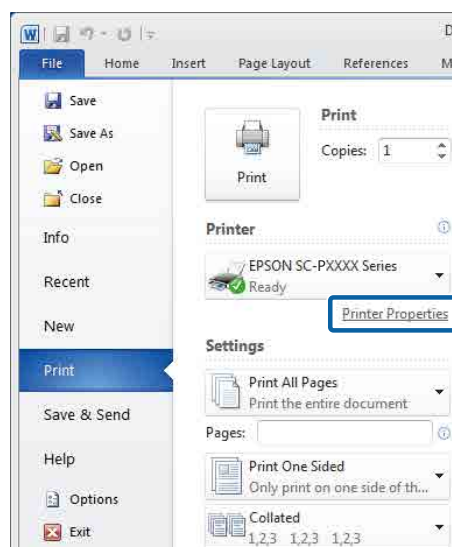 W
D
File Home Insert Page Layout References M
Save
Save As
Open
Close
Info
Recent
New
Print
Save & Send
Help
Options
Exit
Print
Print
Copies: 1
Printer
EPSON SC-PXXXX Series
Ready
Printer Properties
Settings
Print All Pages
Print the entire document
Pages:
Print One Sided
Only print on one side of th...
Collated
1,2,3 1,2,3 1,2,3